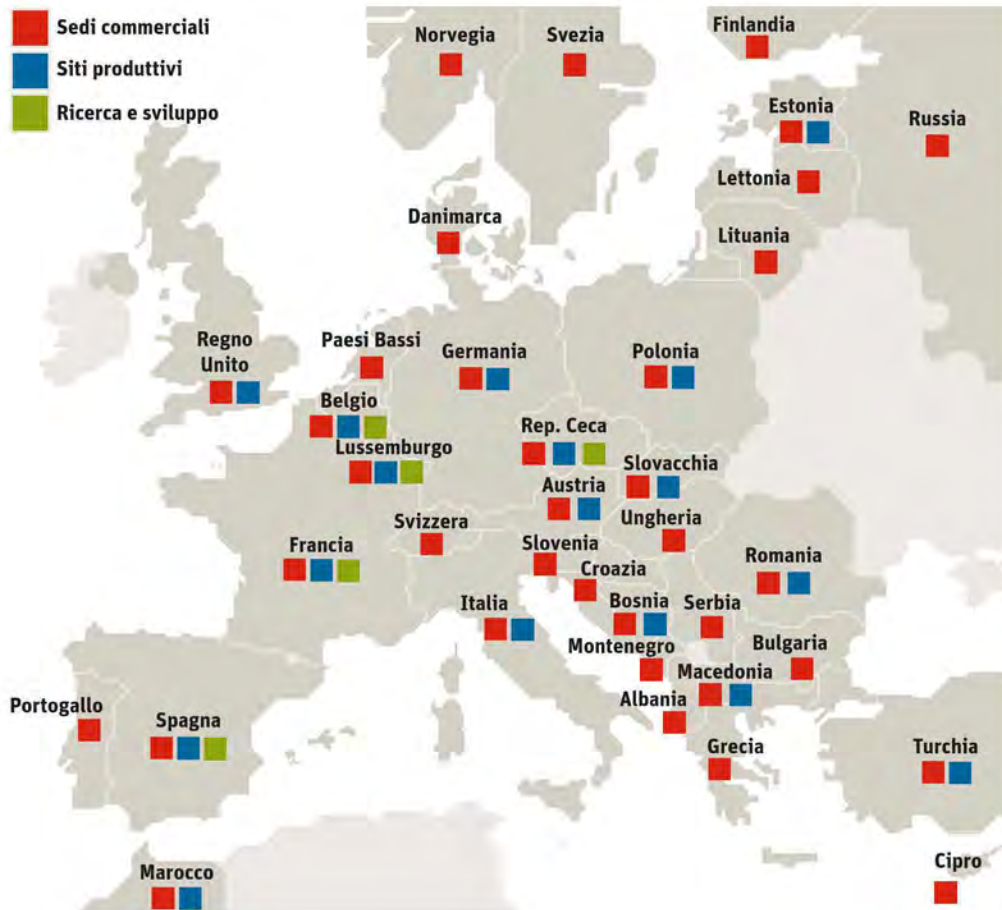 Sedi commerciali
Siti produttivi
Ricerca e sviluppo
Norvegia
Svezia
Finlandia
Estonia
Russia
Lettonia
Danimarca
Lituania
Regno
Unito
Paesi Bassi
Germania
Polonia
Belgio
Rep. Ceca
Lussemburgo
Slovacchia
Austria
Svizzera
Ungheria
Francia
Slovenia
Romania
Croazia
Italia
Bosnia
Serbia
Montenegro
Bulgaria
Macedonia
Albania
Portogallo
Spagna
Grecia
Turchia
Marocco
Cipro